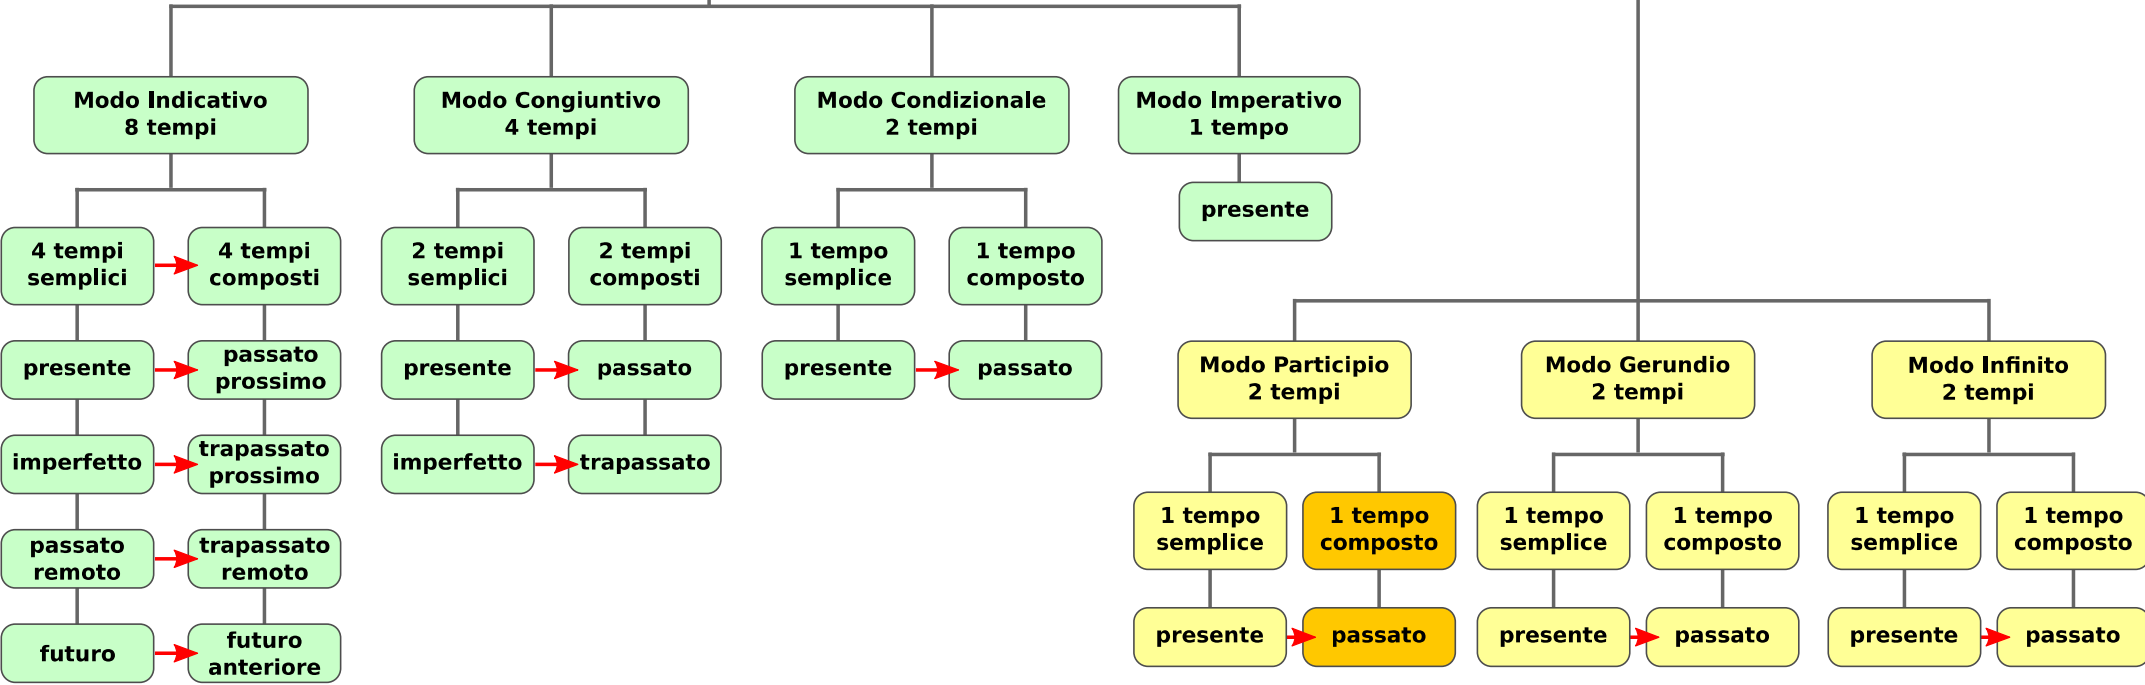 Modo Indicativo
8 tempi
Modo Congiuntivo
4 tempi
Modo Condizionale
2 tempi
Modo Imperativo
1 tempo
presente
4 tempi
semplici
4 tempi
composti
2 tempi
semplici
2 tempi
composti
1 tempo
semplice
1 tempo
composto
presente
passato
prossimo
presente
passato
presente
passato
imperfetto
trapassato
prossimo
imperfetto
trapassato
passato
remoto
trapassato
remoto
futuro
futuro
anteriore
Modo Participio
2 tempi
Modo Gerundio
2 tempi
Modo Infinito
2 tempi
1 tempo
semplice
1 tempo
composto
1 tempo
semplice
1 tempo
composto
1 tempo
semplice
1 tempo
composto
presente
passato
presente
passato
presente
passato